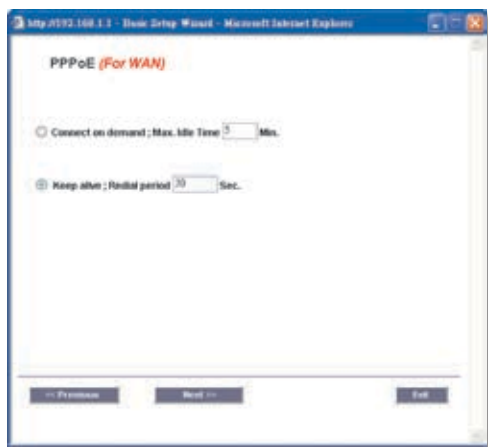 http://192.168.1.1 - Basic Setup Wizard - Microsoft Internet Explorer
PPPoE (For WAN)
Connect on demand ; Max. Idle Time 5 Min.
Keep alive ; Redial period 30 Sec.
<< Previous Next >> Exit